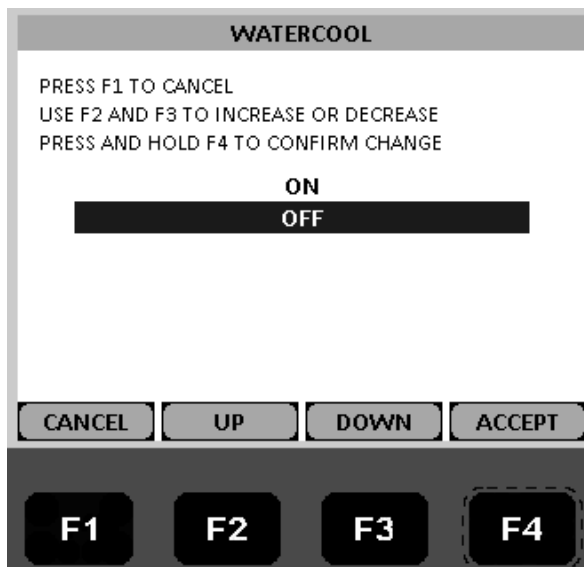 WATERCOOL
PRESS F1 TO CANCEL
USE F2 AND F3 TO INCREASE OR DECREASE
PRESS AND HOLD F4 TO CONFIRM CHANGE
ON
OFF
CANCEL UP DOWN ACCEPT
F1 F2 F3 F4